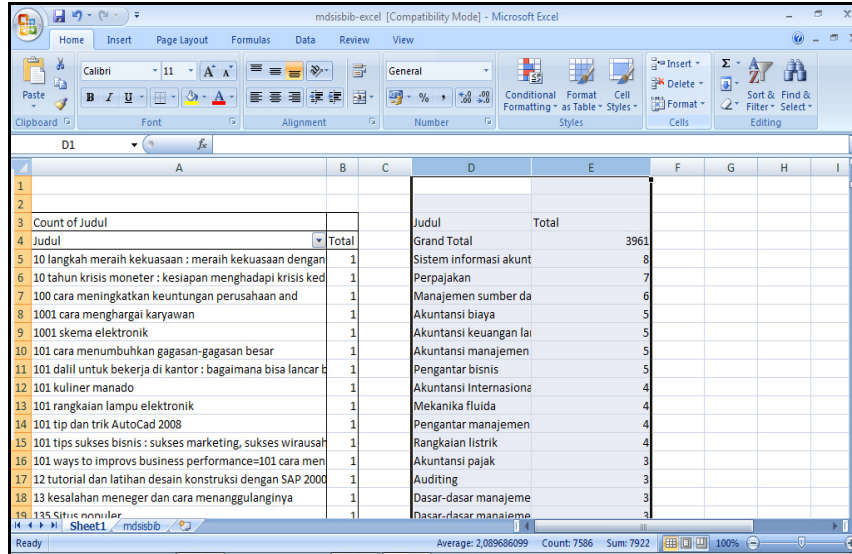 mdsisbib-excel [Compatibility Mode] - Microsoft Excel
Home Insert Page Layout Formulas Data Review View
Paste
Calibri 11 A A
B I U A
General
% , .0 .00 .00 .0
Conditional Formatting
Format as Table
Cell Styles
Insert
Delete
Format
Σ
Sort & Filter
Find & Select
Clipboard Font Alignment Number Styles Cells Editing
D1 fx
A B C D E F G H I
1
2
3 Count of Judul Judul Total
4 Judul Total Grand Total 3961
5 10 langkah meraih kekuasaan : meraih kekuasaan dengan 1 Sistem informasi akunt 8
6 10 tahun krisis moneter : kesiapan menghadapi krisis ked 1 Perpajakan 7
7 100 cara meningkatkan keuntungan perusahaan and 1 Manajemen sumber da 6
8 1001 cara menghargai karyawan 1 Akuntansi biaya 5
9 1001 skema elektronik 1 Akuntansi keuangan lan 5
10 101 cara menumbuhkan gagasan-gagasan besar 1 Akuntansi manajemen 5
11 101 dalil untuk bekerja di kantor : bagaimana bisa lancar b 1 Pengantar bisnis 5
12 101 kuliner manado 1 Akuntansi Internasiona 4
13 101 rangkaian lampu elektronik 1 Mekanika fluida 4
14 101 tip dan trik AutoCad 2008 1 Pengantar manajemen 4
15 101 tips sukses bisnis : sukses marketing, sukses wirausah 1 Rangkaian listrik 4
16 101 ways to improvs business performance=101 cara men 1 Akuntansi pajak 3
17 12 tutorial dan latihan desain konstruksi dengan SAP 2000 1 Auditing 3
18 13 kesalahan meneger dan cara menanggulanginya 1 Dasar-dasar manajeme 3
19 135 Situs populer 1 Dasar-dasar manajeme 3
Sheet1 mdsisbib
Ready Average: 2,089686099 Count: 7586 Sum: 7922 100%